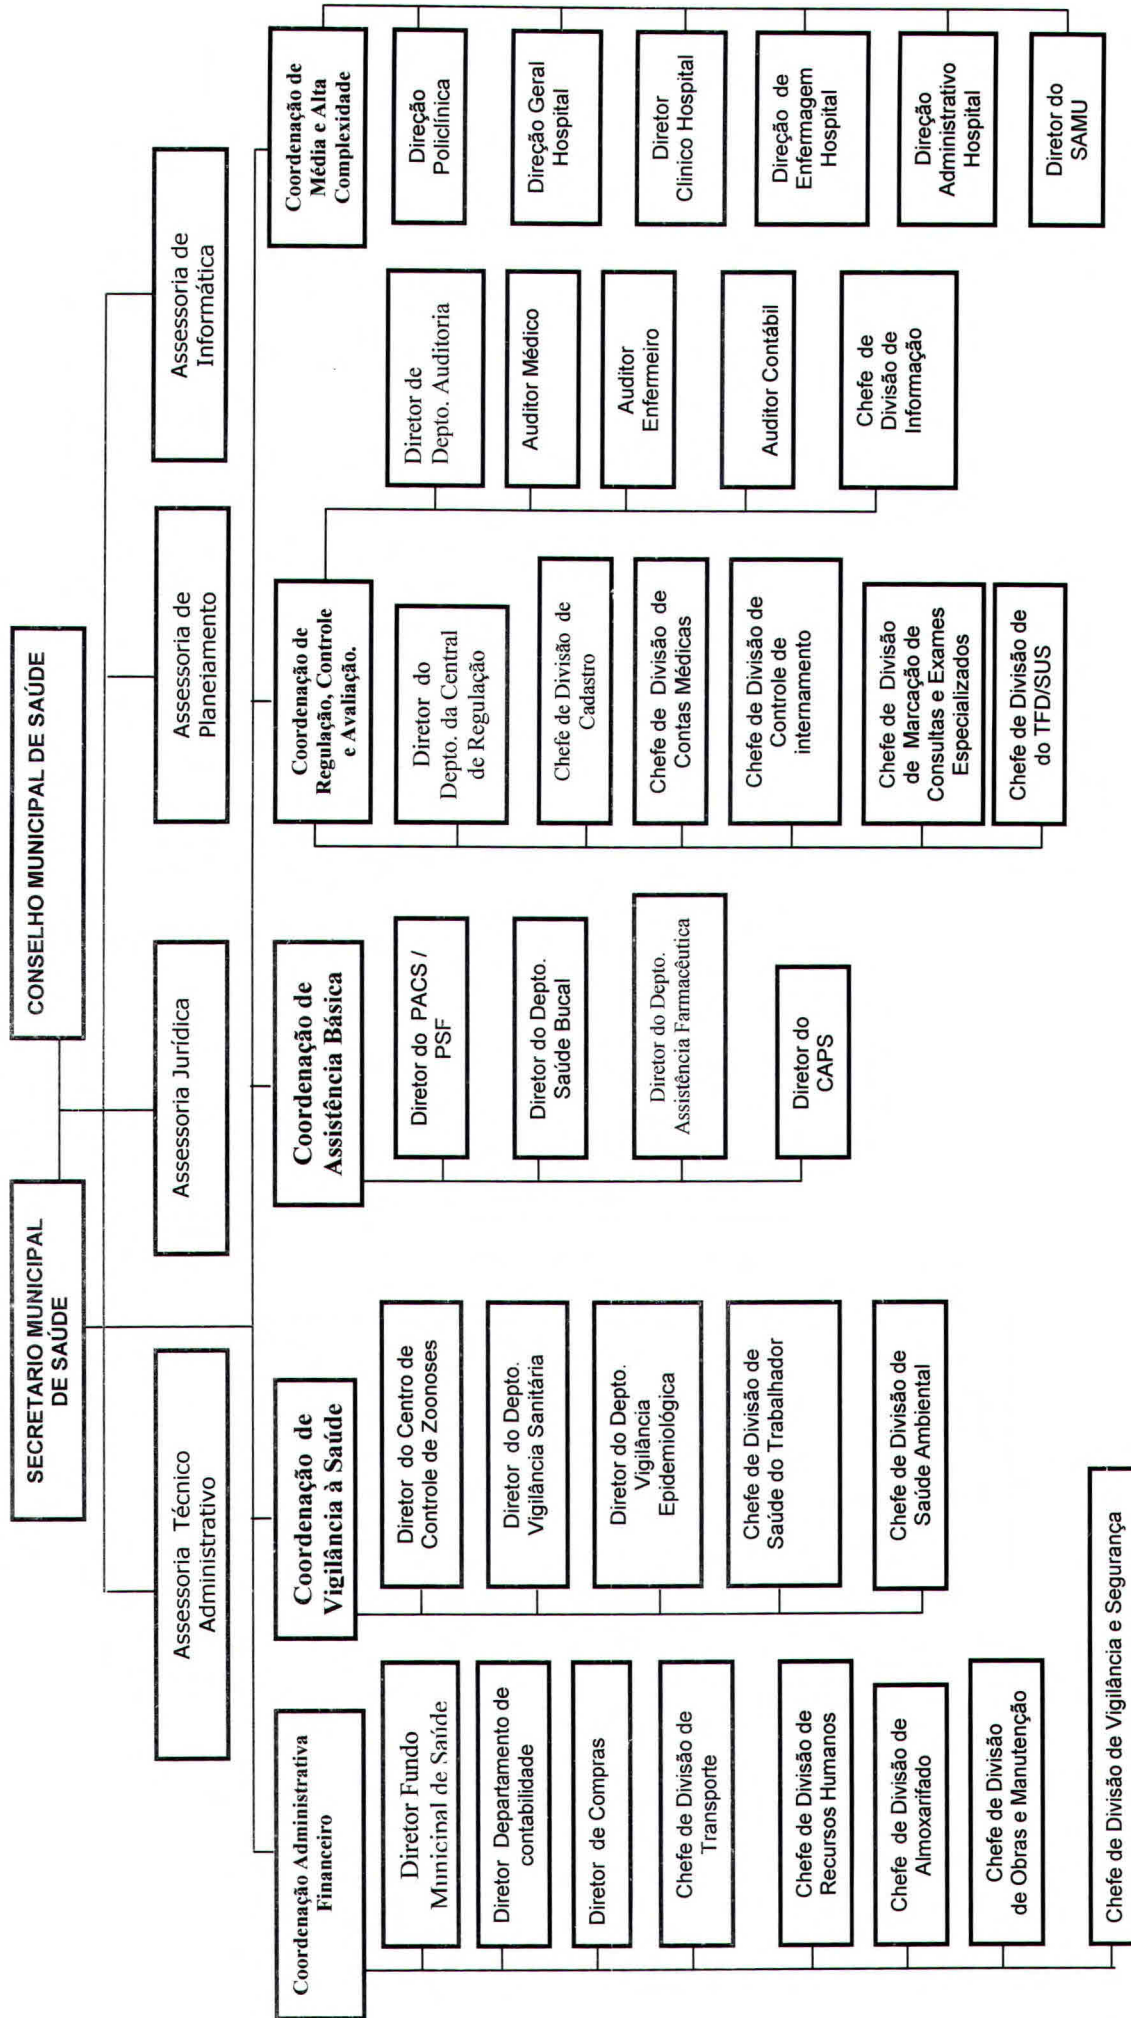 SECRETARIO MUNICIPAL
DE SAÚDE
CONSELHO MUNICIPAL DE SAÚDE
Assessoria Técnico
Administrativo
Assessoria Jurídica
Assessoria de
Planejamento
Assessoria de
Informática
Coordenação Administrativa
Financeiro
Diretor Fundo
Municinal de Saúde
Diretor Departamento de
contabilidade
Diretor de Compras
Chefe de Divisão de
Transporte
Chefe de Divisão de
Recursos Humanos
Chefe de Divisão de
Almoxarifado
Chefe de Divisão
de Obras e Manutenção
Chefe de Divisão de Vigilância e Segurança
Coordenação de
Vigilância à Saúde
Diretor do Centro de
Controle de Zoonoses
Diretor do Depto.
Vigilância Sanitária
Diretor do Depto.
Vigilância
Epidemiológica
Chefe de Divisão de
Saúde do Trabalhador
Chefe de Divisão de
Saúde Ambiental
Coordenação de
Assistência Básica
Diretor do PACS /
PSF
Diretor do Depto.
Saúde Bucal
Diretor do Depto.
Assistência Farmacêutica
Diretor do
CAPS
Coordenação de
Regulação, Controle
e Avaliação.
Diretor do
Depto. da Central
de Regulação
Chefe de Divisão de
Cadastro
Chefe de Divisão de
Contas Médicas
Chefe de Divisão de
Controle de
internamento
Chefe de Divisão
de Marcação de
Consultas e Exames
Especializados
Chefe de Divisão de
do TFD/SUS
Diretor de
Depto. Auditoria
Auditor Médico
Auditor
Enfermeiro
Auditor Contábil
Chefe de
Divisão de
Informação
Coordenação de
Média e Alta
Complexidade
Direção
Policlínica
Direção Geral
Hospital
Diretor
Clinico Hospital
Direção de
Enfermagem
Hospital
Direção
Administrativo
Hospital
Diretor do
SAMU